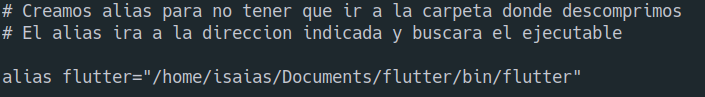 # Creamos alias para no tener que ir a la carpeta donde descomprimos
# El alias ira a la direccion indicada y buscara el ejecutable
alias flutter="/home/isaias/Documents/flutter/bin/flutter"